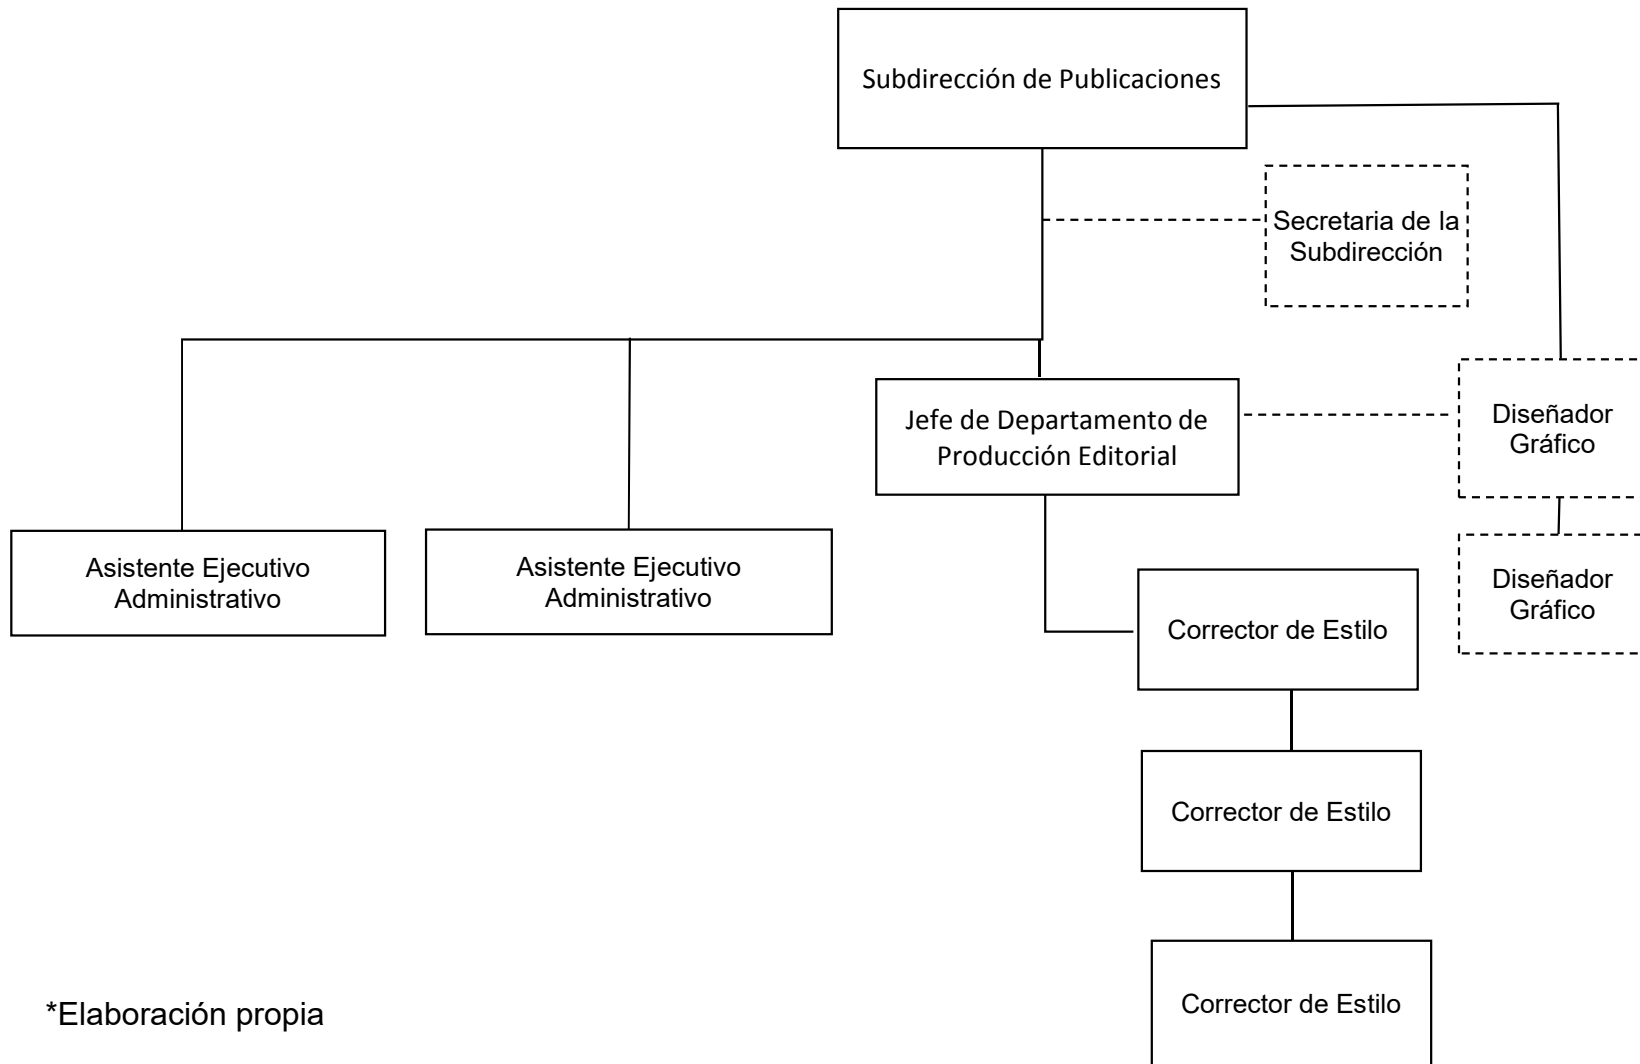 Subdirección de Publicaciones
Secretaria de la
Subdirección
Jefe de Departamento de
Producción Editorial
Diseñador
Gráfico
Asistente Ejecutivo
Administrativo
Asistente Ejecutivo
Administrativo
Diseñador
Gráfico
Corrector de Estilo
Corrector de Estilo
Corrector de Estilo
*Elaboración propia